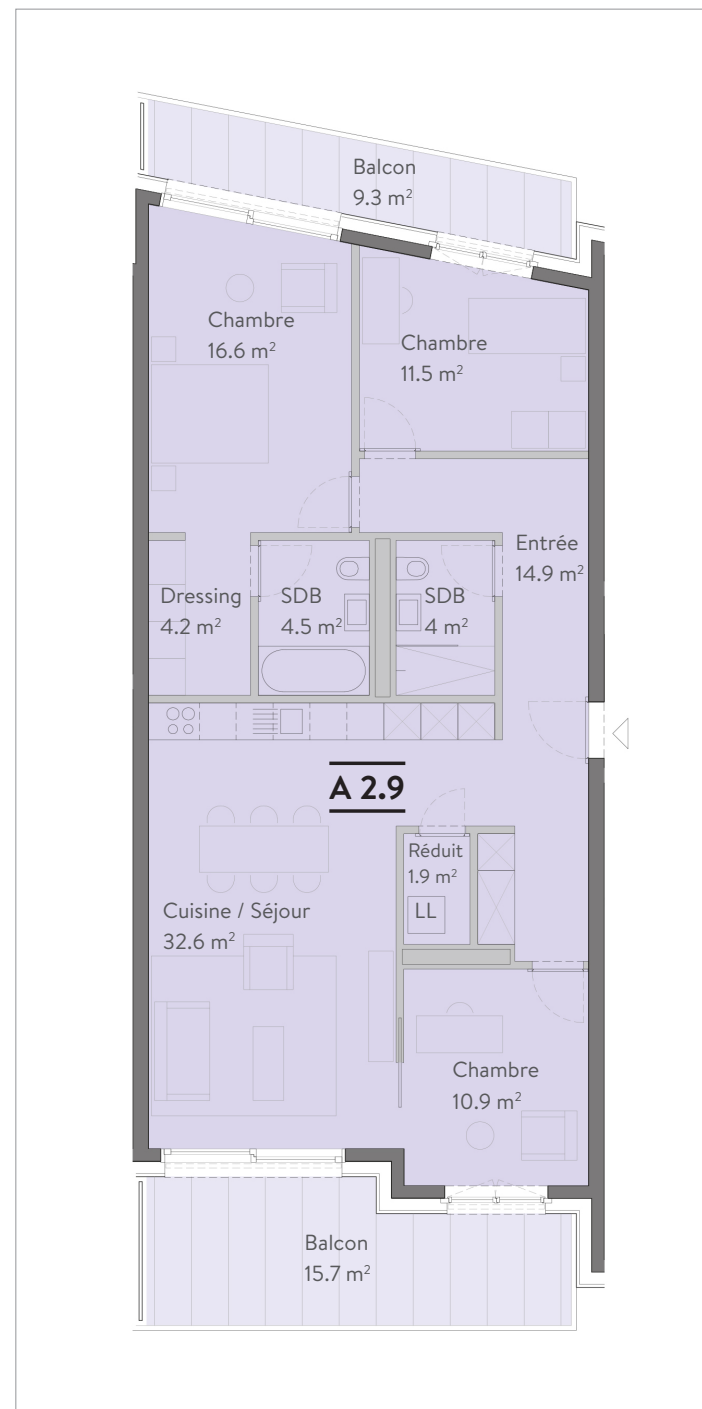 Balcon
9.3 m²
Chambre
16.6 m²
Chambre
11.5 m²
Entrée
14.9 m²
Dressing
4.2 m²
SDB
4.5 m²
SDB
4 m²
A 2.9
Réduit
1.9 m²
LL
Cuisine / Séjour
32.6 m²
Chambre
10.9 m²
Balcon
15.7 m²